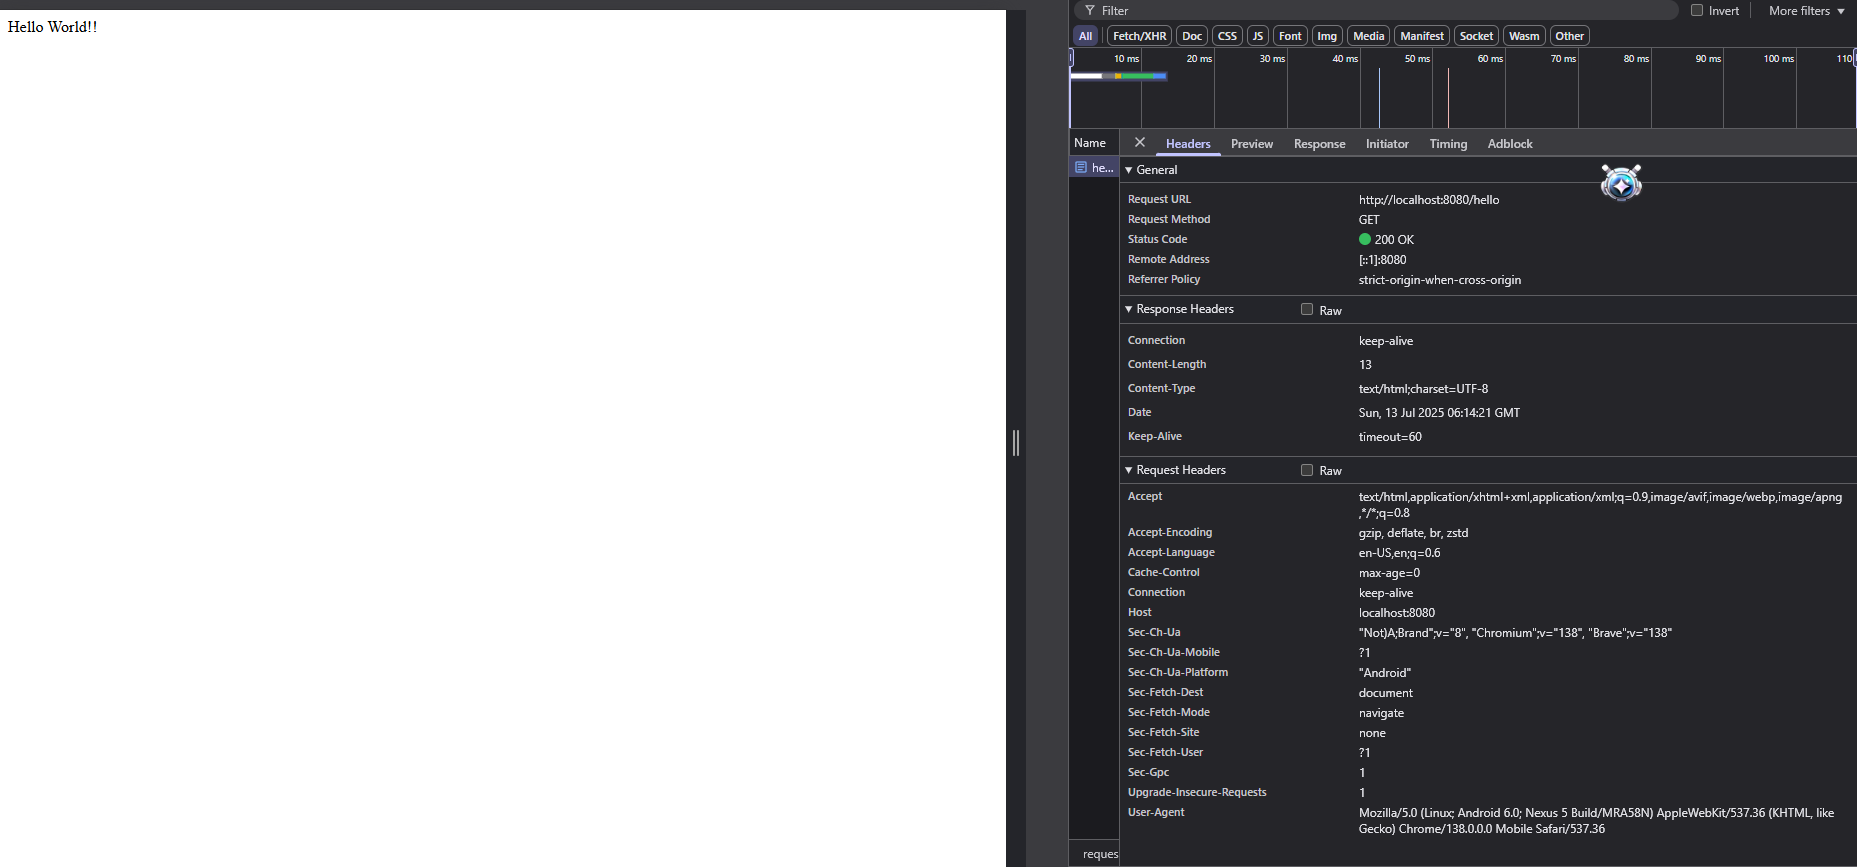 Hello World!!
Filter
Invert
More filters
All
Fetch/XHR
Doc
CSS
JS
Font
Img
Media
Manifest
Socket
Wasm
Other
10 ms
20 ms
30 ms
40 ms
50 ms
60 ms
70 ms
80 ms
90 ms
100 ms
110
Name
Headers
Preview
Response
Initiator
Timing
Adblock
he...
General
Request URL
http://localhost:8080/hello
Request Method
GET
Status Code
200 OK
Remote Address
[::1]:8080
Referrer Policy
strict-origin-when-cross-origin
Response Headers
Raw
Connection
keep-alive
Content-Length
13
Content-Type
text/html;charset=UTF-8
Date
Sun, 13 Jul 2025 06:14:21 GMT
Keep-Alive
timeout=60
Request Headers
Raw
Accept
text/html,application/xhtml+xml,application/xml;q=0.9,image/avif,image/webp,image/apng
,*/*;q=0.8
Accept-Encoding
gzip, deflate, br, zstd
Accept-Language
en-US,en;q=0.6
Cache-Control
max-age=0
Connection
keep-alive
Host
localhost:8080
Sec-Ch-Ua
"Not)A;Brand";v="8", "Chromium";v="138", "Brave";v="138"
Sec-Ch-Ua-Mobile
?1
Sec-Ch-Ua-Platform
"Android"
Sec-Fetch-Dest
document
Sec-Fetch-Mode
navigate
Sec-Fetch-Site
none
Sec-Fetch-User
?1
Sec-Gpc
1
Upgrade-Insecure-Requests
1
User-Agent
Mozilla/5.0 (Linux; Android 6.0; Nexus 5 Build/MRA58N) AppleWebKit/537.36 (KHTML, like
Gecko) Chrome/138.0.0.0 Mobile Safari/537.36
reques